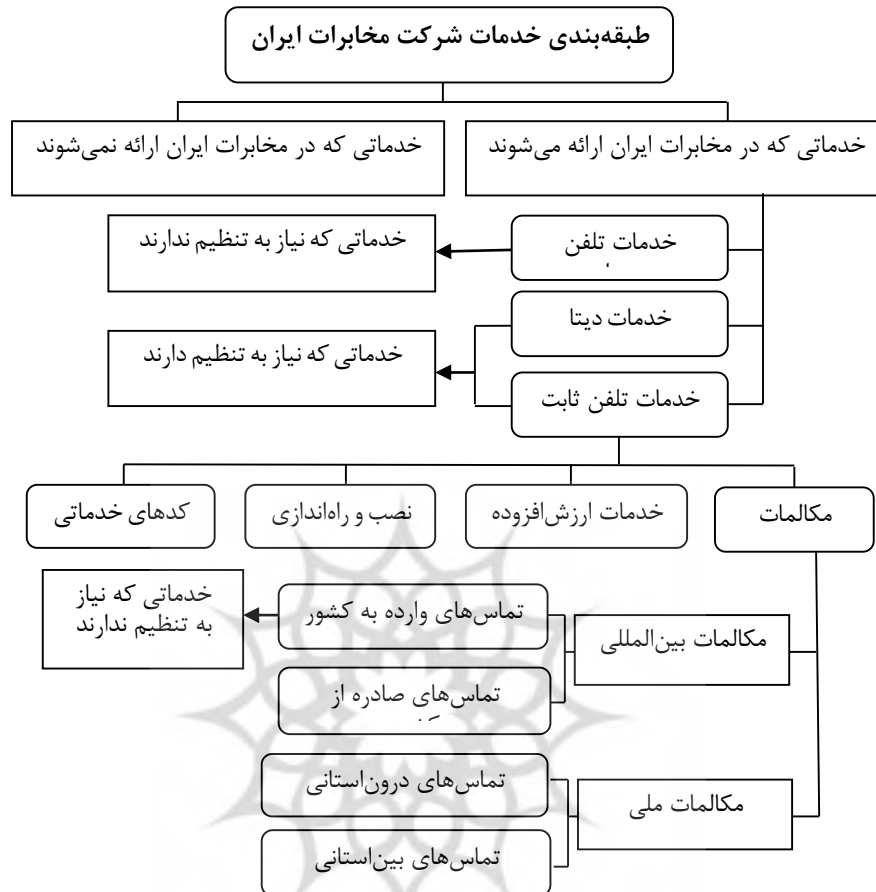 طبقه‌بندی خدمات شرکت مخابرات ایران
خدماتی که در مخابرات ایران ارائه می‌شوند
خدماتی که در مخابرات ایران ارائه نمی‌شوند
خدمات تلفن
خدماتی که نیاز به تنظیم ندارند
خدمات دیتا
خدماتی که نیاز به تنظیم دارند
خدمات تلفن ثابت
مکالمات
خدمات ارزش‌افزوده
نصب و راه‌اندازی
کدهای خدماتی
مکالمات بین‌المللی
تماس‌های وارده به کشور
خدماتی که نیاز
به تنظیم ندارند
تماس‌های صادره از
مکالمات ملی
تماس‌های درون‌استانی
تماس‌های بین‌استانی